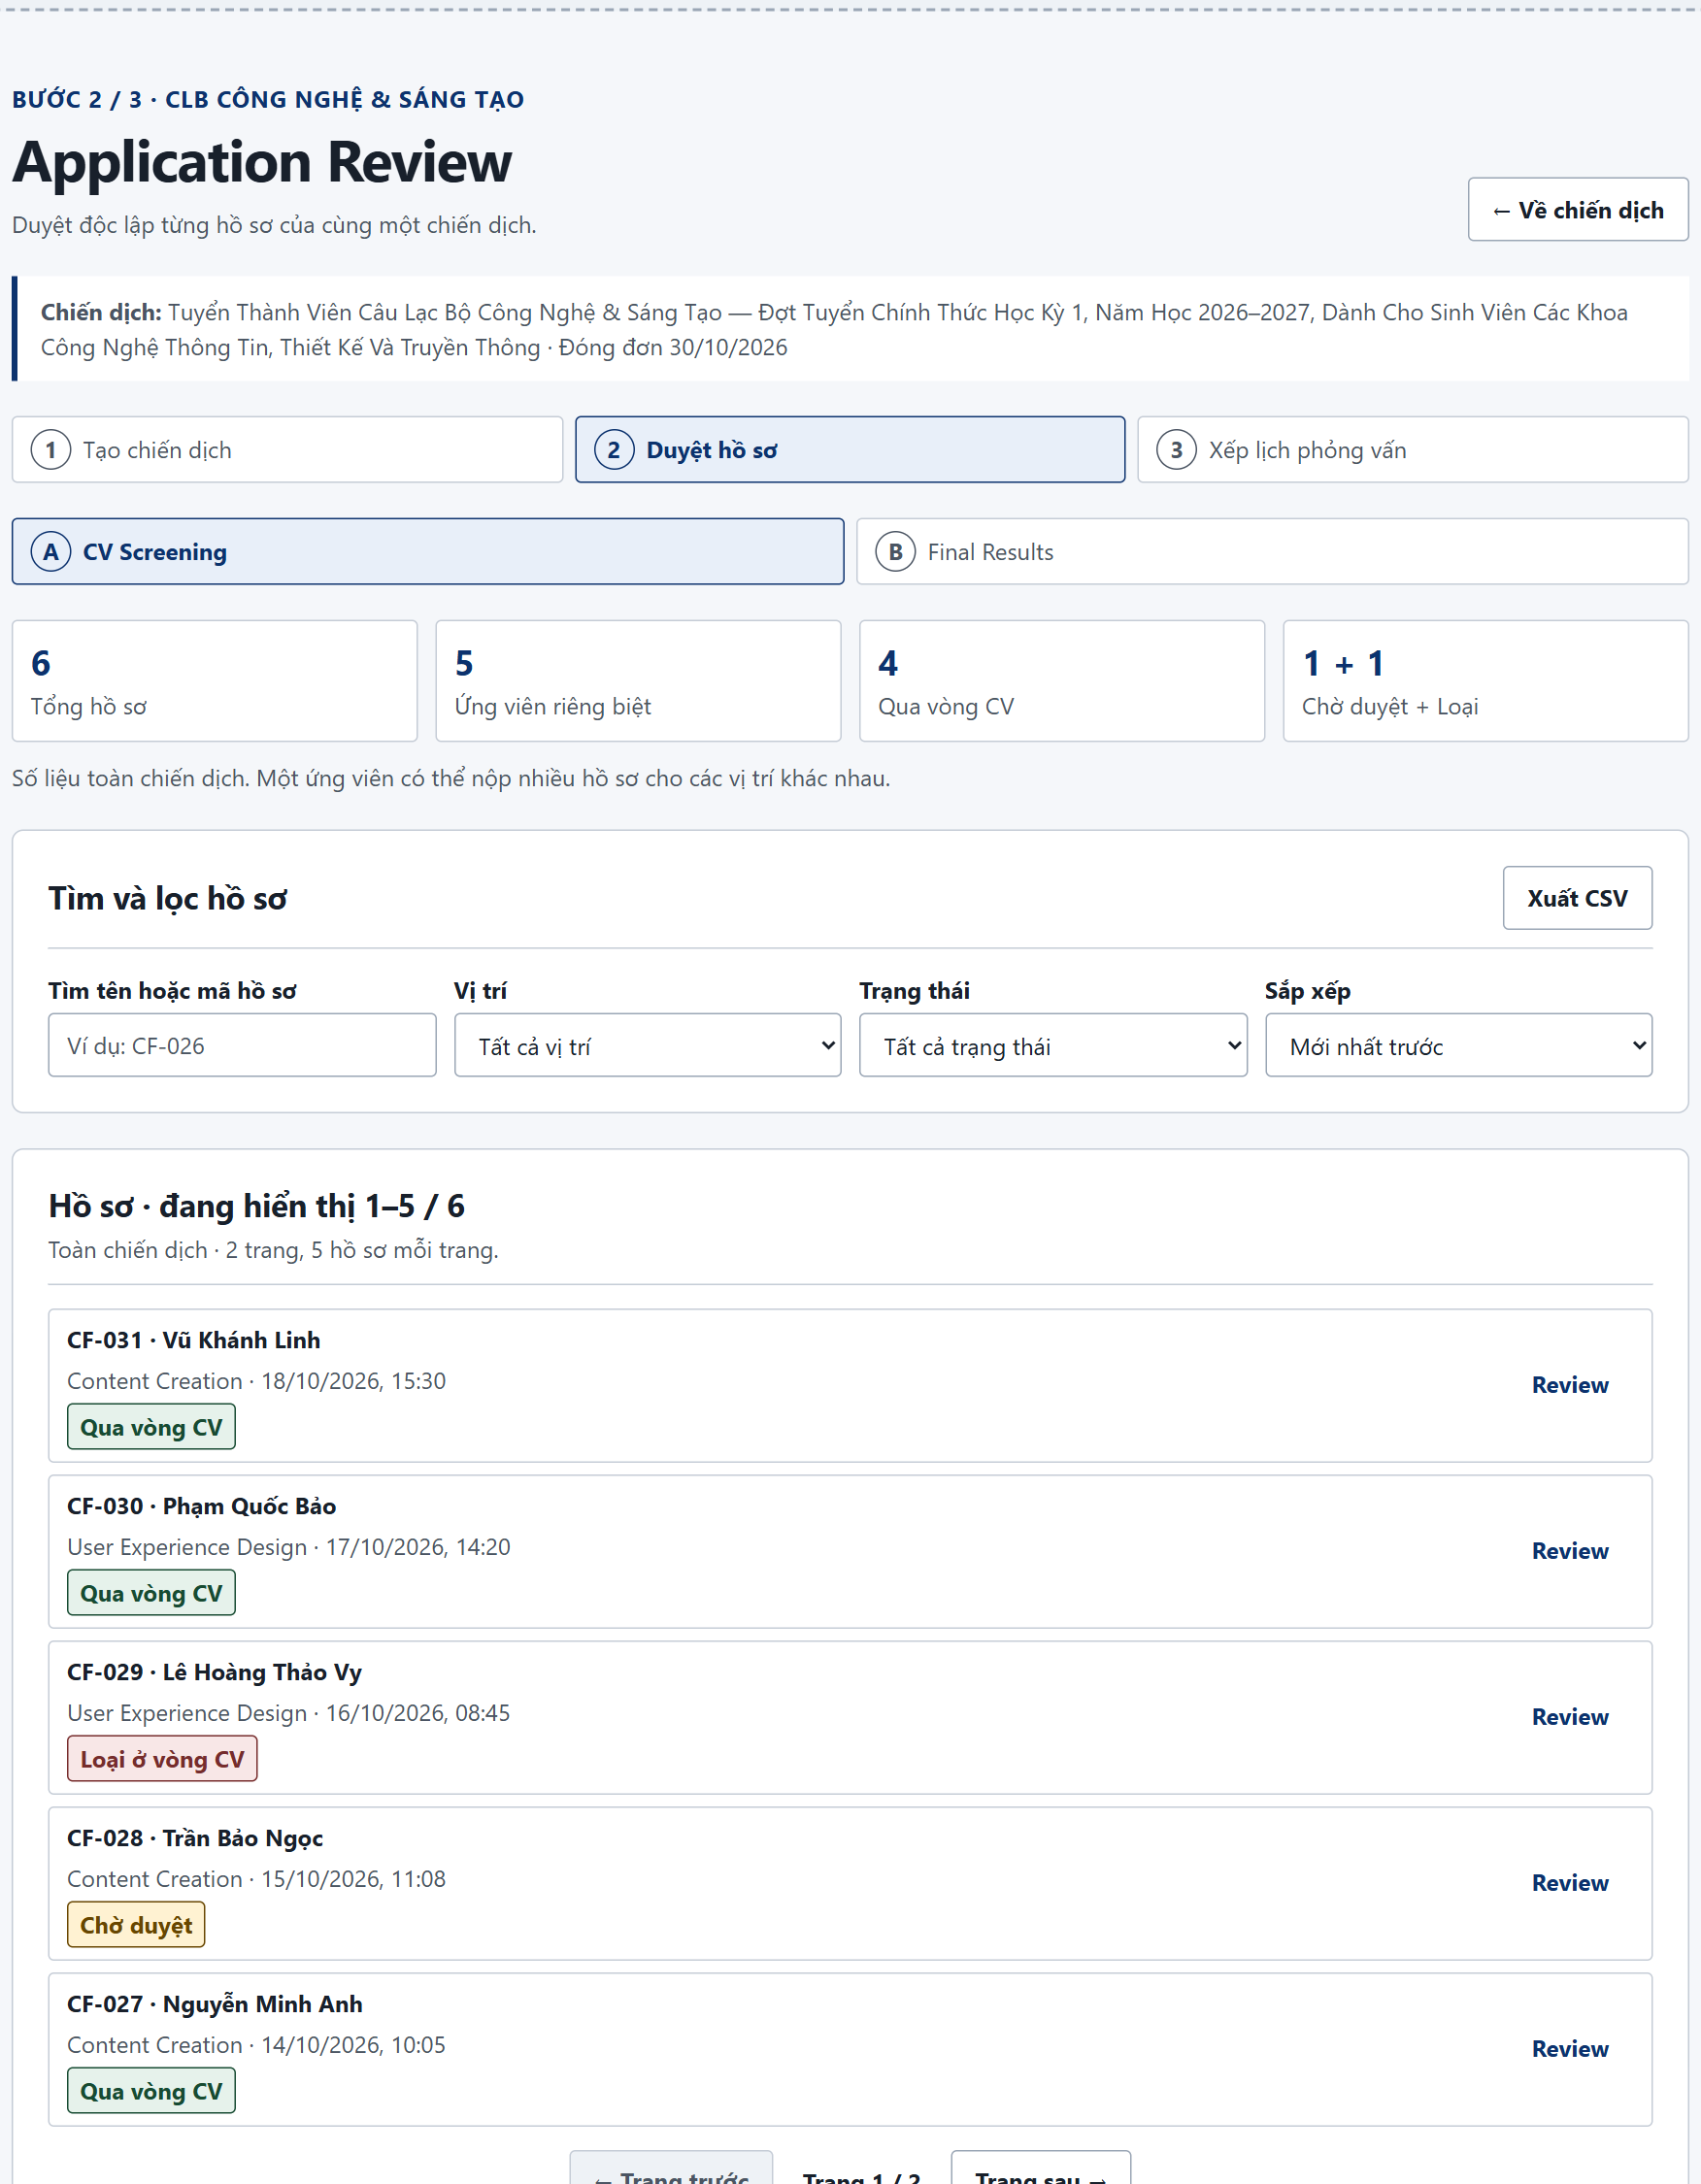 BƯỚC 2 / 3 · CLB CÔNG NGHỆ & SÁNG TẠO
Application Review
Duyệt độc lập từng hồ sơ của cùng một chiến dịch.
← Về chiến dịch
Chiến dịch: Tuyển Thành Viên Câu Lạc Bộ Công Nghệ & Sáng Tạo — Đợt Tuyển Chính Thức Học Kỳ 1, Năm Học 2026–2027, Dành Cho Sinh Viên Các Khoa
Công Nghệ Thông Tin, Thiết Kế Và Truyền Thông · Đóng đơn 30/10/2026
1 Tạo chiến dịch
2 Duyệt hồ sơ
3 Xếp lịch phỏng vấn
A CV Screening
B Final Results
6
Tổng hồ sơ
5
Ứng viên riêng biệt
4
Qua vòng CV
1 + 1
Chờ duyệt + Loại
Số liệu toàn chiến dịch. Một ứng viên có thể nộp nhiều hồ sơ cho các vị trí khác nhau.
Tìm và lọc hồ sơ
Xuất CSV
Tìm tên hoặc mã hồ sơ
Ví dụ: CF-026
Vị trí
Tất cả vị trí
Trạng thái
Tất cả trạng thái
Sắp xếp
Mới nhất trước
Hồ sơ · đang hiển thị 1–5 / 6
Toàn chiến dịch · 2 trang, 5 hồ sơ mỗi trang.
CF-031 · Vũ Khánh Linh
Content Creation · 18/10/2026, 15:30
Qua vòng CV
Review
CF-030 · Phạm Quốc Bảo
User Experience Design · 17/10/2026, 14:20
Qua vòng CV
Review
CF-029 · Lê Hoàng Thảo Vy
User Experience Design · 16/10/2026, 08:45
Loại ở vòng CV
Review
CF-028 · Trần Bảo Ngọc
Content Creation · 15/10/2026, 11:08
Chờ duyệt
Review
CF-027 · Nguyễn Minh Anh
Content Creation · 14/10/2026, 10:05
Qua vòng CV
Review
← Trang trước
Trang 1 / 2
Trang sau →